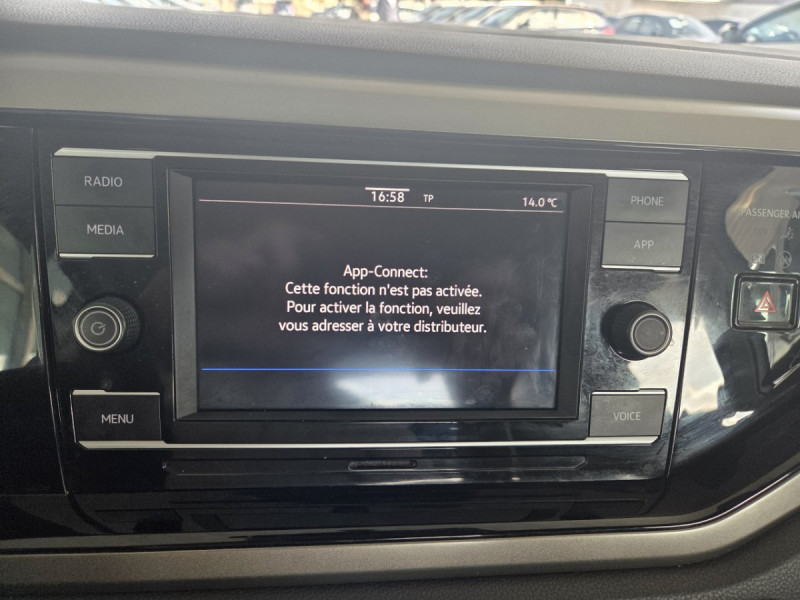 RADIO
MEDIA
MENU
16:58 TP 14.0 °C
App-Connect:
Cette fonction n'est pas activée.
Pour activer la fonction, veuillez
vous adresser à votre distributeur.
PHONE
APP
VOICE
PASSENGER